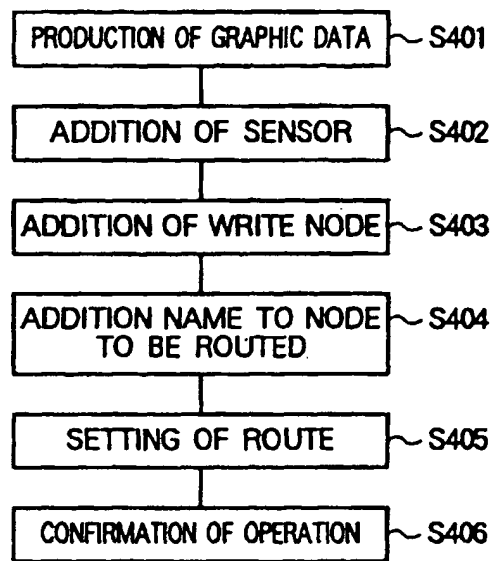 PRODUCTION OF GRAPHIC DATA S401
ADDITION OF SENSOR S402
ADDITION OF WRITE NODE S403
ADDITION NAME TO NODE S404
TO BE ROUTED
SETTING OF ROUTE S405
CONFIRMATION OF OPERATION S406